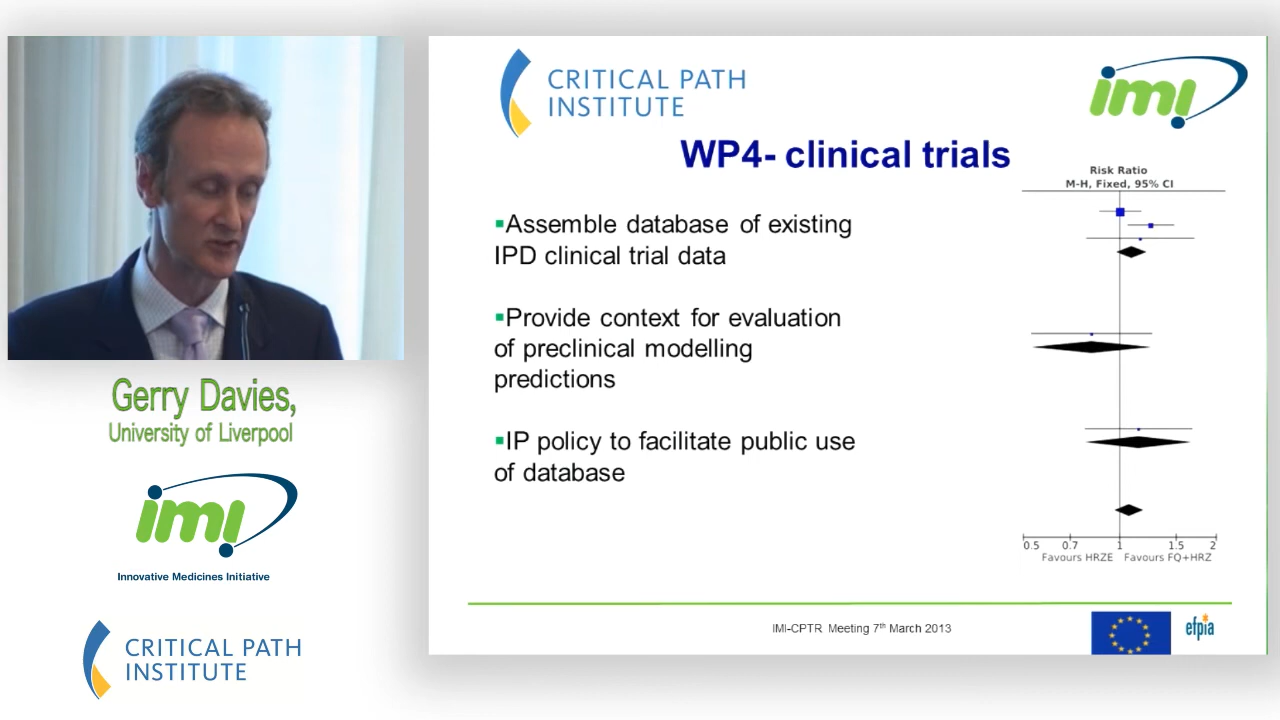 CRITICAL PATH
INSTITUTE
imi
WP4- clinical trials
Risk Ratio
M-H, Fixed, 95% CI
▪Assemble database of existing
IPD clinical trial data
▪Provide context for evaluation
of preclinical modelling
predictions
▪IP policy to facilitate public use
of database
0.5 0.7 1 1.5 2
Favours HRZE Favours FQ+HRZ
IMI-CPTR Meeting 7th March 2013
efpia
Gerry Davies,
University of Liverpool
imi
Innovative Medicines Initiative
CRITICAL PATH
INSTITUTE